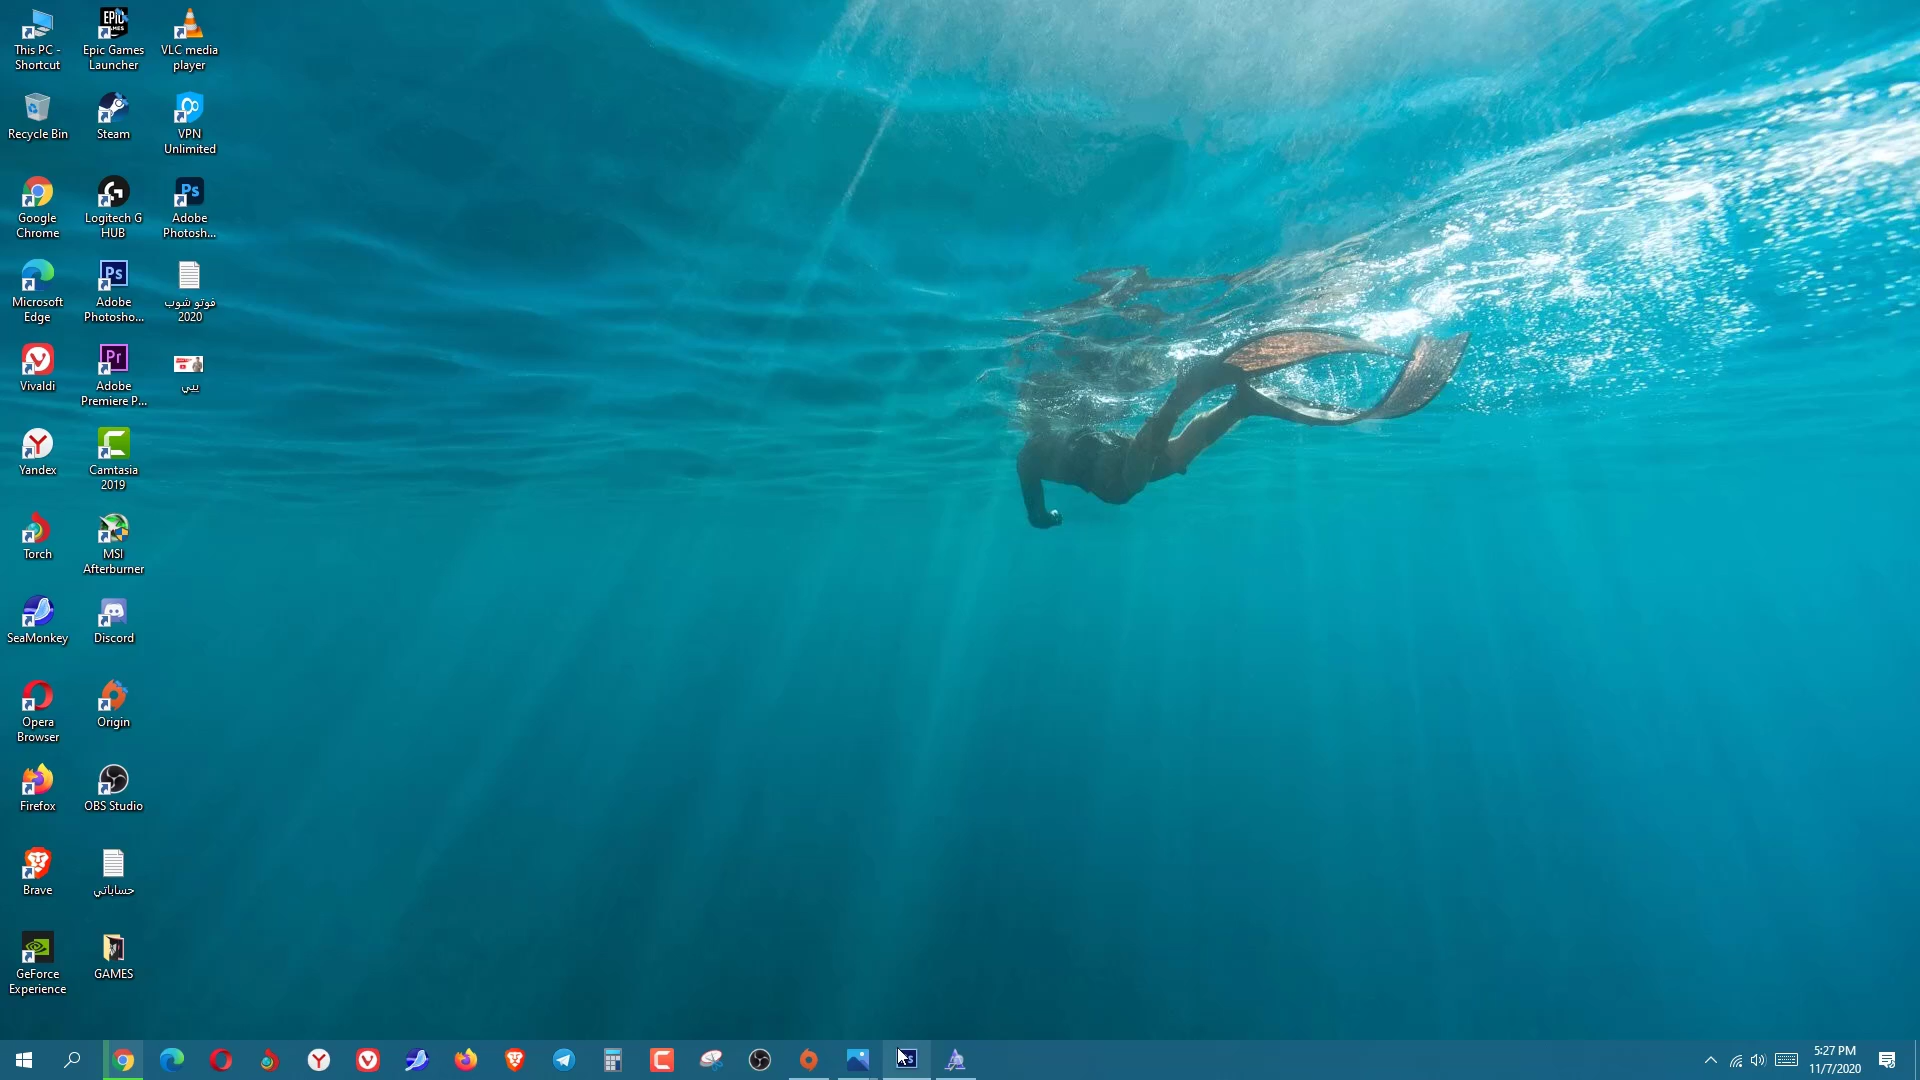 This PC -
Shortcut
Epic Games
Launcher
VLC media
player
Recycle Bin
Steam
VPN
Unlimited
Google
Chrome
Logitech G
HUB
Adobe
Photosh...
Microsoft
Edge
Adobe
Photosho...
فوتو شوب
2020
Vivaldi
Adobe
Premiere P...
بيي
Yandex
Camtasia
2019
Torch
MSI
Afterburner
SeaMonkey
Discord
Opera
Browser
Origin
Firefox
OBS Studio
Brave
حساباتي
GeForce
Experience
GAMES
5:27 PM
11/7/2020